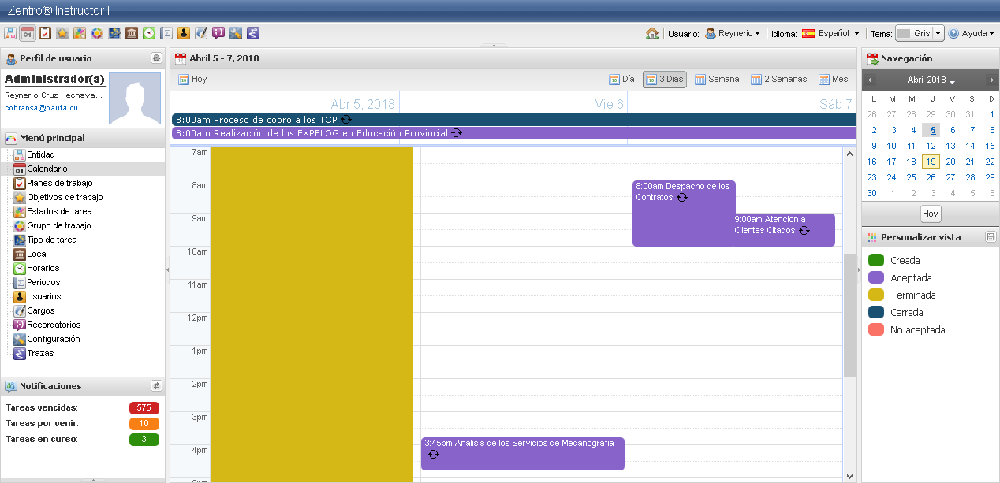 Zentro® Instructor |
Usuario: Reynerio Idioma: Español Tema: Gris Ayuda
Perfil de usuario
Administrador(a)
Reynerio Cruz Hechava...
cobransa@nauta.cu
Menú principal
Entidad
Calendario
Planes de trabajo
Objetivos de trabajo
Estados de tarea
Grupo de trabajo
Tipo de tarea
Local
Horarios
Periodos
Usuarios
Cargos
Recordatorios
Configuración
Trazas
Notificaciones
Tareas vencidas: 575
Tareas por venir: 10
Tareas en curso: 3
Abril 5 - 7, 2018
Hoy Día 3 Días Semana 2 Semanas Mes
Abr 5, 2018 Vie 6 Sáb 7
8:00am Proceso de cobro a los TCP
8:00am Realización de los EXPELOG en Educación Provincial
7am
8am
9am
10am
11am
12pm
1pm
2pm
3pm
4pm
5pm
8:00am Despacho de los
Contratos
9:00am Atencion a
Clientes Citados
3:45pm Analisis de los Servicios de Mecanografia
Navegación
Abril 2018
L M M J V S D
26 27 28 29 30 31 1
2 3 4 5 6 7 8
9 10 11 12 13 14 15
16 17 18 19 20 21 22
23 24 25 26 27 28 29
30 1 2 3 4 5 6
Hoy
Personalizar vista
Creada
Aceptada
Terminada
Cerrada
No aceptada